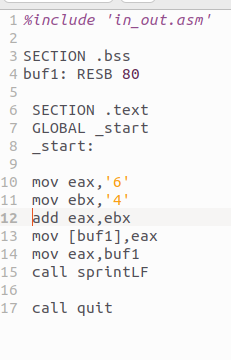 1 %include 'in_out.asm'
2
3 SECTION .bss
4 buf1: RESB 80
5
6 SECTION .text
7 GLOBAL _start
8 _start:
9
10 mov eax,'6'
11 mov ebx,'4'
12 add eax,ebx
13 mov [buf1],eax
14 mov eax,buf1
15 call sprintLF
16
17 call quit